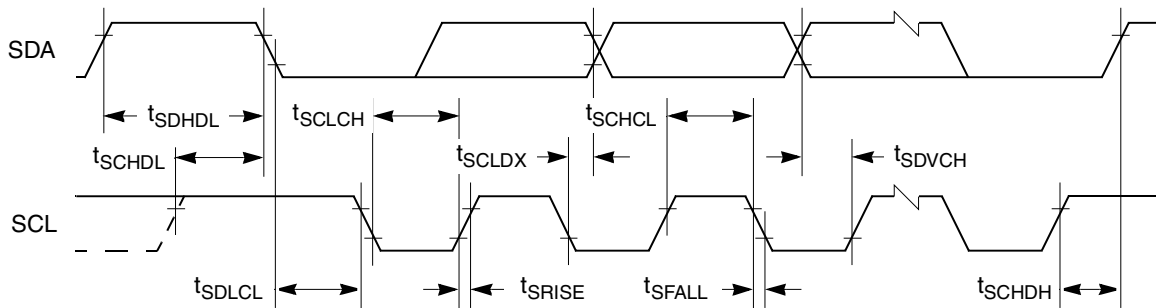 SDA
tSDHDL
tSCLCH
tSCHCL
tSCHDL
tSCLDX
tSDVCH
SCL
tSDLCL
tSRISE
tSFALL
tSCHDH